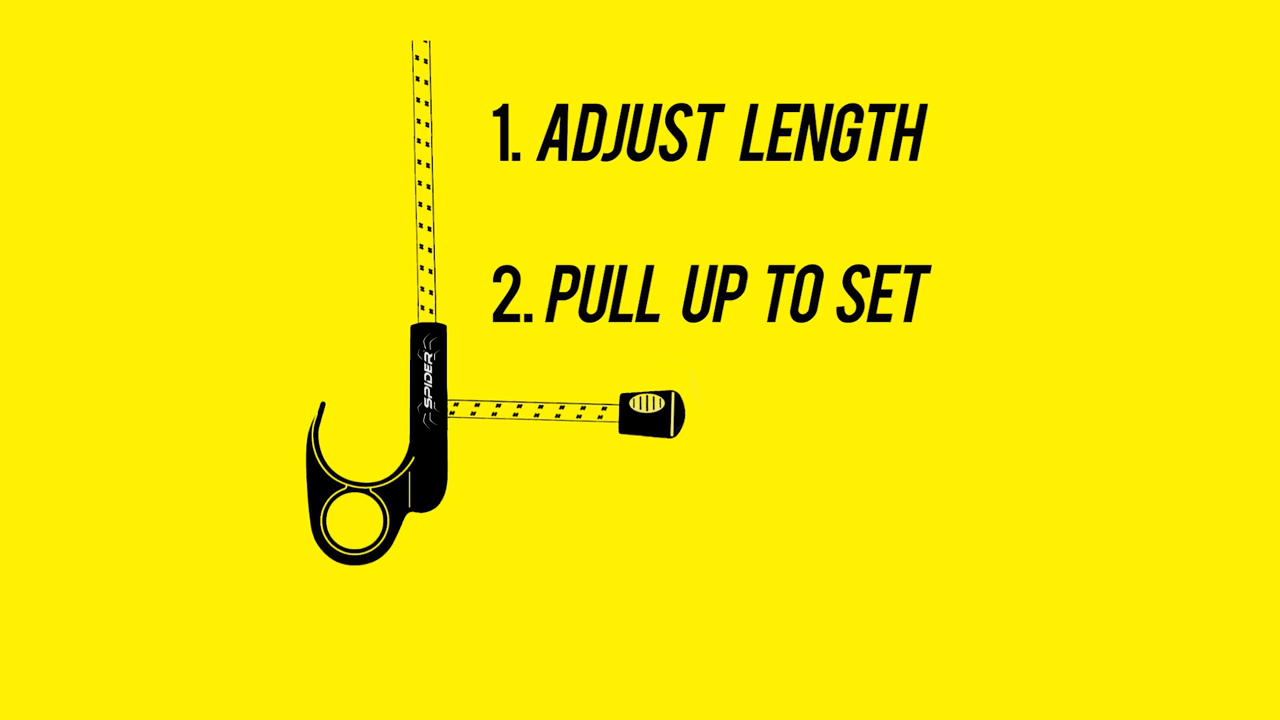 1. ADJUST LENGTH
2. PULL UP TO SET
SPIDER